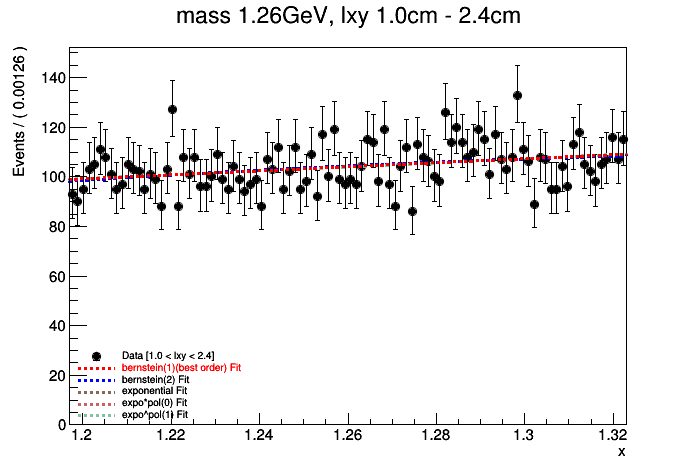 mass 1.26GeV, lxy 1.0cm - 2.4cm
Events / ( 0.00126 )
140
120
100
80
60
40
20
0
Data [1.0 < lxy < 2.4]
bernstein(1)(best order) Fit
bernstein(2) Fit
exponential Fit
expo*pol(0) Fit
expo*pol(1) Fit
1.2 1.22 1.24 1.26 1.28 1.3 1.32
x